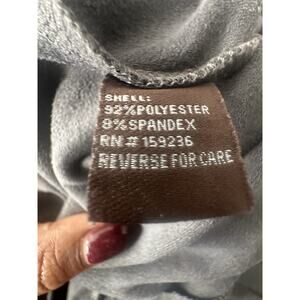 SHELL:
92%POLYESTER
8%SPANDEX
RN # 159236
REVERSE FOR CARE